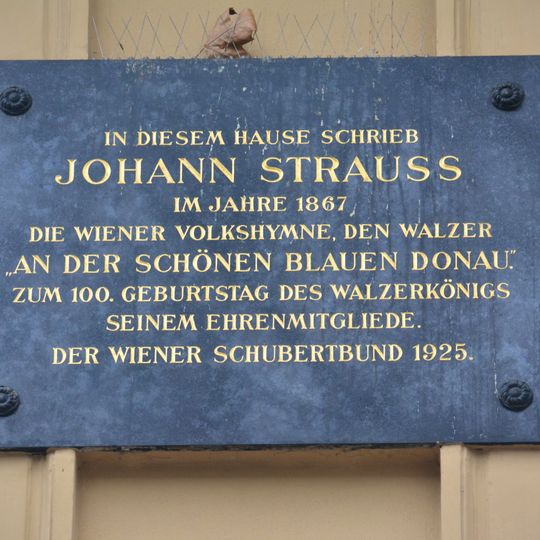 IN DIESEM HAUSE SCHRIEB
JOHANN STRAUSS
IM JAHRE 1867
DIE WIENER VOLKSHYMNE, DEN WALZER
„AN DER SCHÖNEN BLAUEN DONAU."
ZUM 100. GEBURTSTAG DES WALZERKÖNIGS
SEINEM EHRENMITGLIEDE.
DER WIENER SCHUBERTBUND 1925.